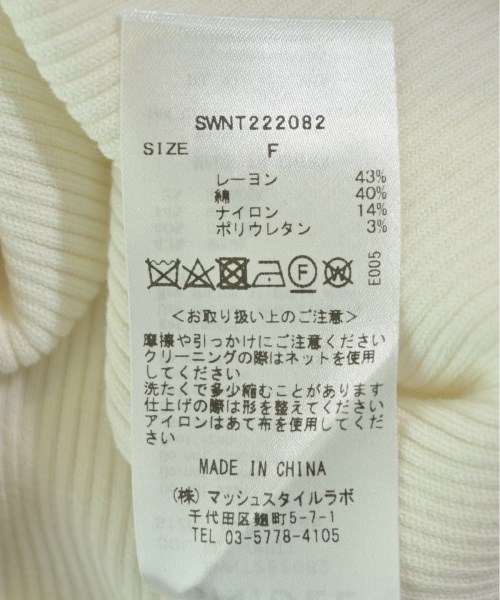 SWNT222082
SIZE F
レーヨン 43%
綿 40%
ナイロン 14%
ポリウレタン 3%
F W E005
<お取り扱い上のご注意>
摩擦や引っかけにご注意ください
クリーニングの際はネットを使用
してください
洗たくで多少縮むことがあります
仕上げの際は形を整えてください
アイロンはあて布を使用してくだ
さい
MADE IN CHINA
(株)マッシュスタイルラボ
千代田区麹町5-7-1
TEL 03-5778-4105